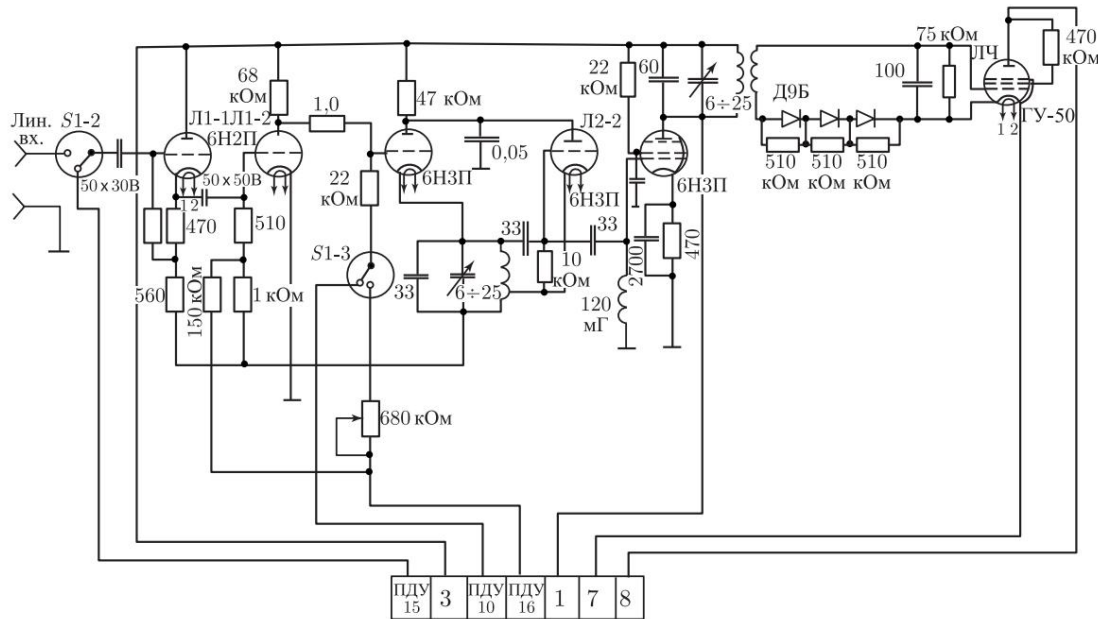 Лин.
вх.
S1-2
50 x 30В
Л1-1
Л1-2
6Н2П
1 2
50 x 50В
470
560
150 кОм
510
1 кОм
68
кОм
1,0
22
кОм
S1-3
680 кОм
47 кОм
6Н3П
0,05
33
6÷25
33
10
кОм
Л2-2
6Н3П
33
120
мГ
22
кОм
60
6÷25
6Н3П
2700
470
Д9Б
510
кОм
510
кОм
510
кОм
100
75 кОм
ЛЧ
470
кОм
ГУ-50
1 2
ПДУ
15
3
ПДУ
10
ПДУ
16
1
7
8